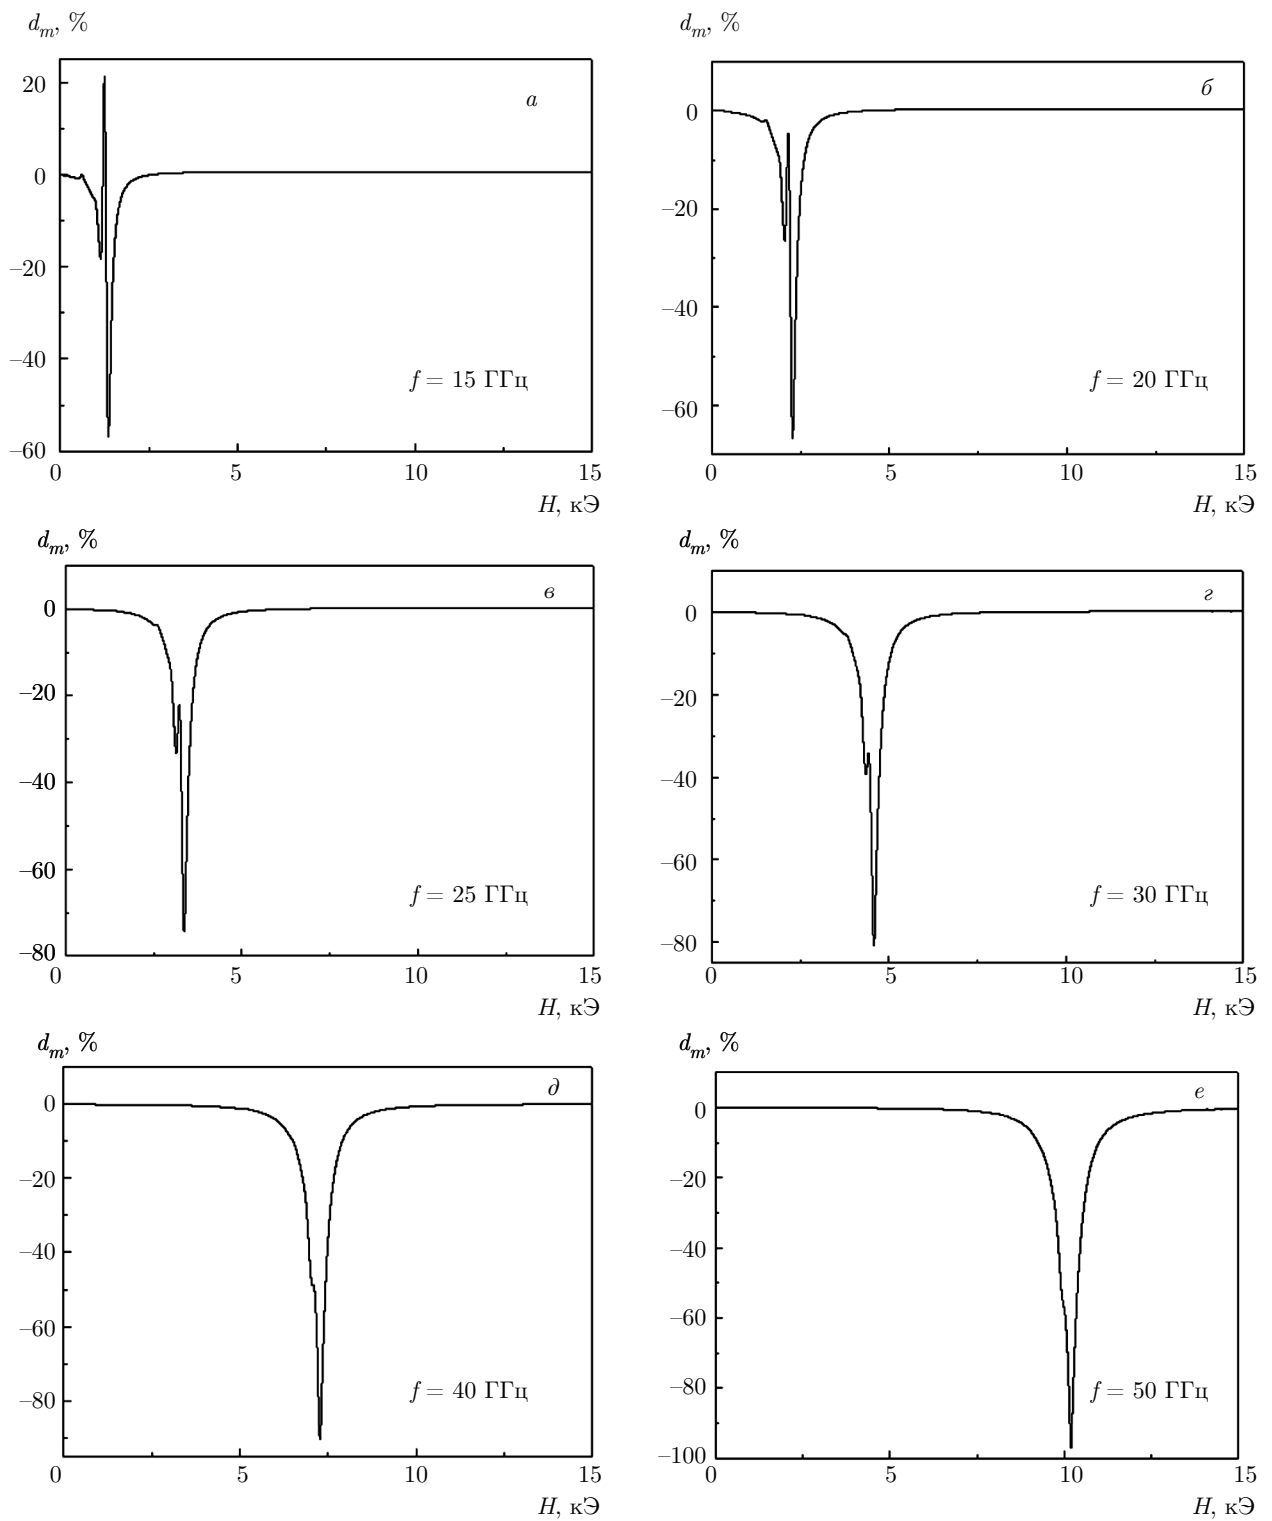 d_m, %
20
0
–20
–40
–60
а
f = 15 ГГц
0 5 10 15
H, кЭ
d_m, %
0
–20
–40
–60
б
f = 20 ГГц
0 5 10 15
H, кЭ
d_m, %
0
–20
–40
–60
–80
в
f = 25 ГГц
0 5 10 15
H, кЭ
d_m, %
0
–20
–40
–60
–80
г
f = 30 ГГц
0 5 10 15
H, кЭ
d_m, %
0
–20
–40
–60
–80
д
f = 40 ГГц
0 5 10 15
H, кЭ
d_m, %
0
–20
–40
–60
–80
–100
е
f = 50 ГГц
0 5 10 15
H, кЭ